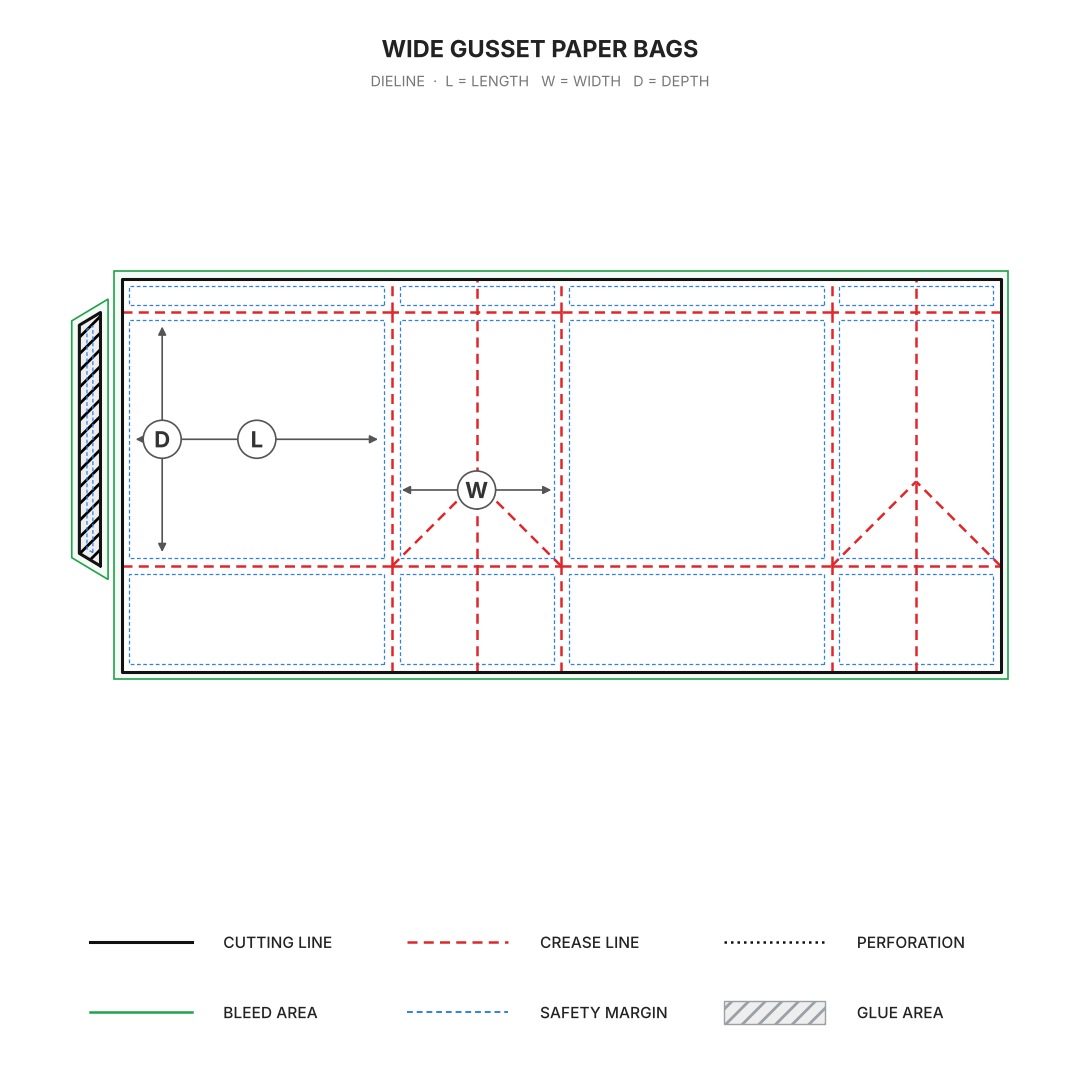 WIDE GUSSET PAPER BAGS
DIELINE · L = LENGTH W = WIDTH D = DEPTH
D
L
W
CUTTING LINE
CREASE LINE
PERFORATION
BLEED AREA
SAFETY MARGIN
GLUE AREA